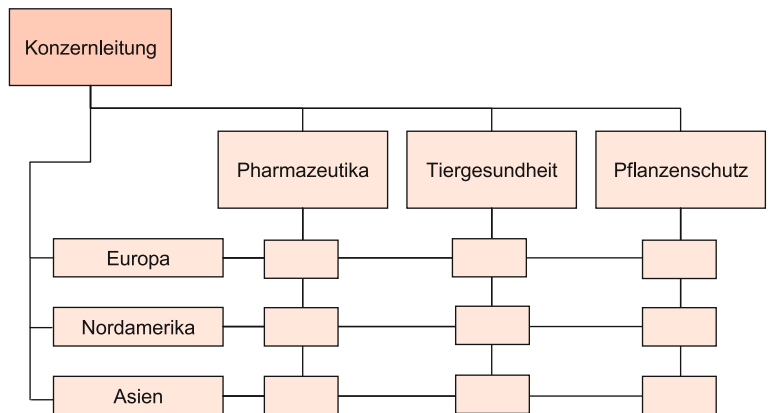 Konzernleitung
Pharmazeutika
Tiergesundheit
Pflanzenschutz
Europa
Nordamerika
Asien